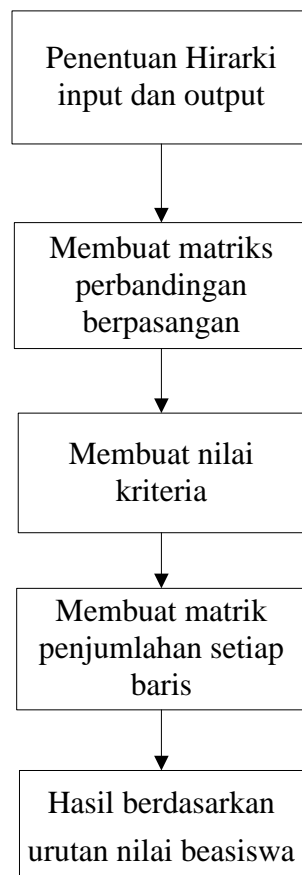 Penentuan Hirarki
input dan output
Membuat matriks
perbandingan
berpasangan
Membuat nilai
kriteria
Membuat matrik
penjumlahan setiap
baris
Hasil berdasarkan
urutan nilai beasiswa